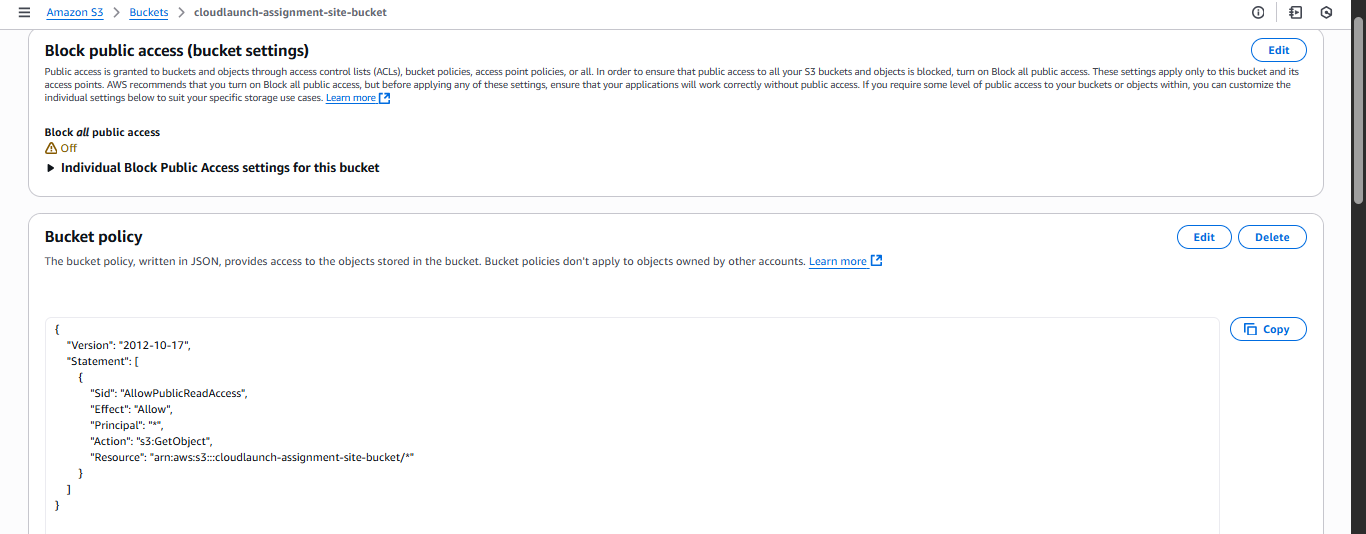 Amazon S3 > Buckets > cloudlaunch-assignment-site-bucket
Block public access (bucket settings)
Edit
Public access is granted to buckets and objects through access control lists (ACLs), bucket policies, access point policies, or all. In order to ensure that public access to all your S3 buckets and objects is blocked, turn on Block all public access. These settings apply only to this bucket and its
access points. AWS recommends that you turn on Block all public access, but before applying any of these settings, ensure that your applications will work correctly without public access. If you require some level of public access to your buckets or objects within, you can customize the
individual settings below to suit your specific storage use cases. Learn more
Block all public access
Off
Individual Block Public Access settings for this bucket
Bucket policy
Edit
Delete
The bucket policy, written in JSON, provides access to the objects stored in the bucket. Bucket policies don't apply to objects owned by other accounts. Learn more
Copy
{
"Version": "2012-10-17",
"Statement": [
{
"Sid": "AllowPublicReadAccess",
"Effect": "Allow",
"Principal": "*",
"Action": "s3:GetObject",
"Resource": "arn:aws:s3:::cloudlaunch-assignment-site-bucket/*"
}
]
}